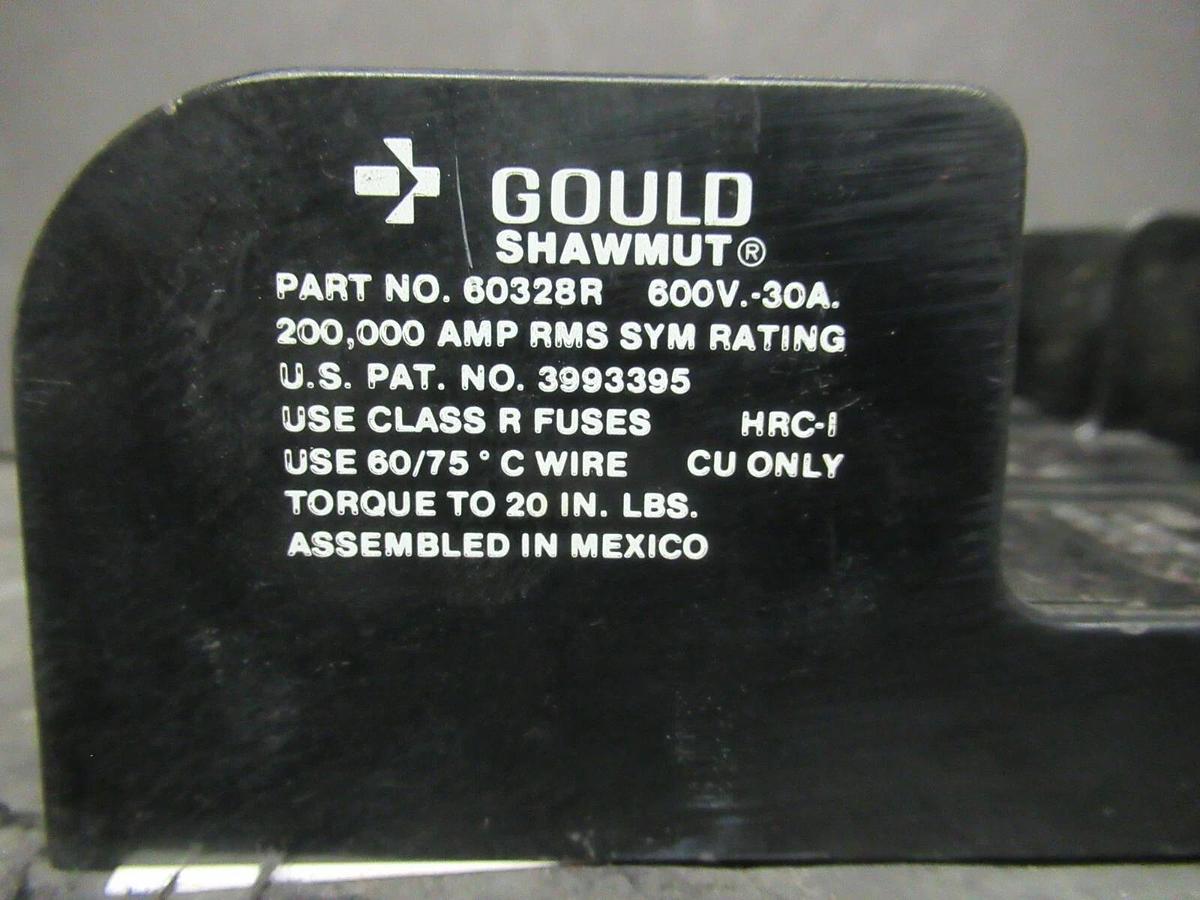 GOULD
SHAWMUT®
PART NO. 60328R 600V.-30A.
200,000 AMP RMS SYM RATING
U.S. PAT. NO. 3993395
USE CLASS R FUSES HRC-I
USE 60/75 °C WIRE CU ONLY
TORQUE TO 20 IN. LBS.
ASSEMBLED IN MEXICO